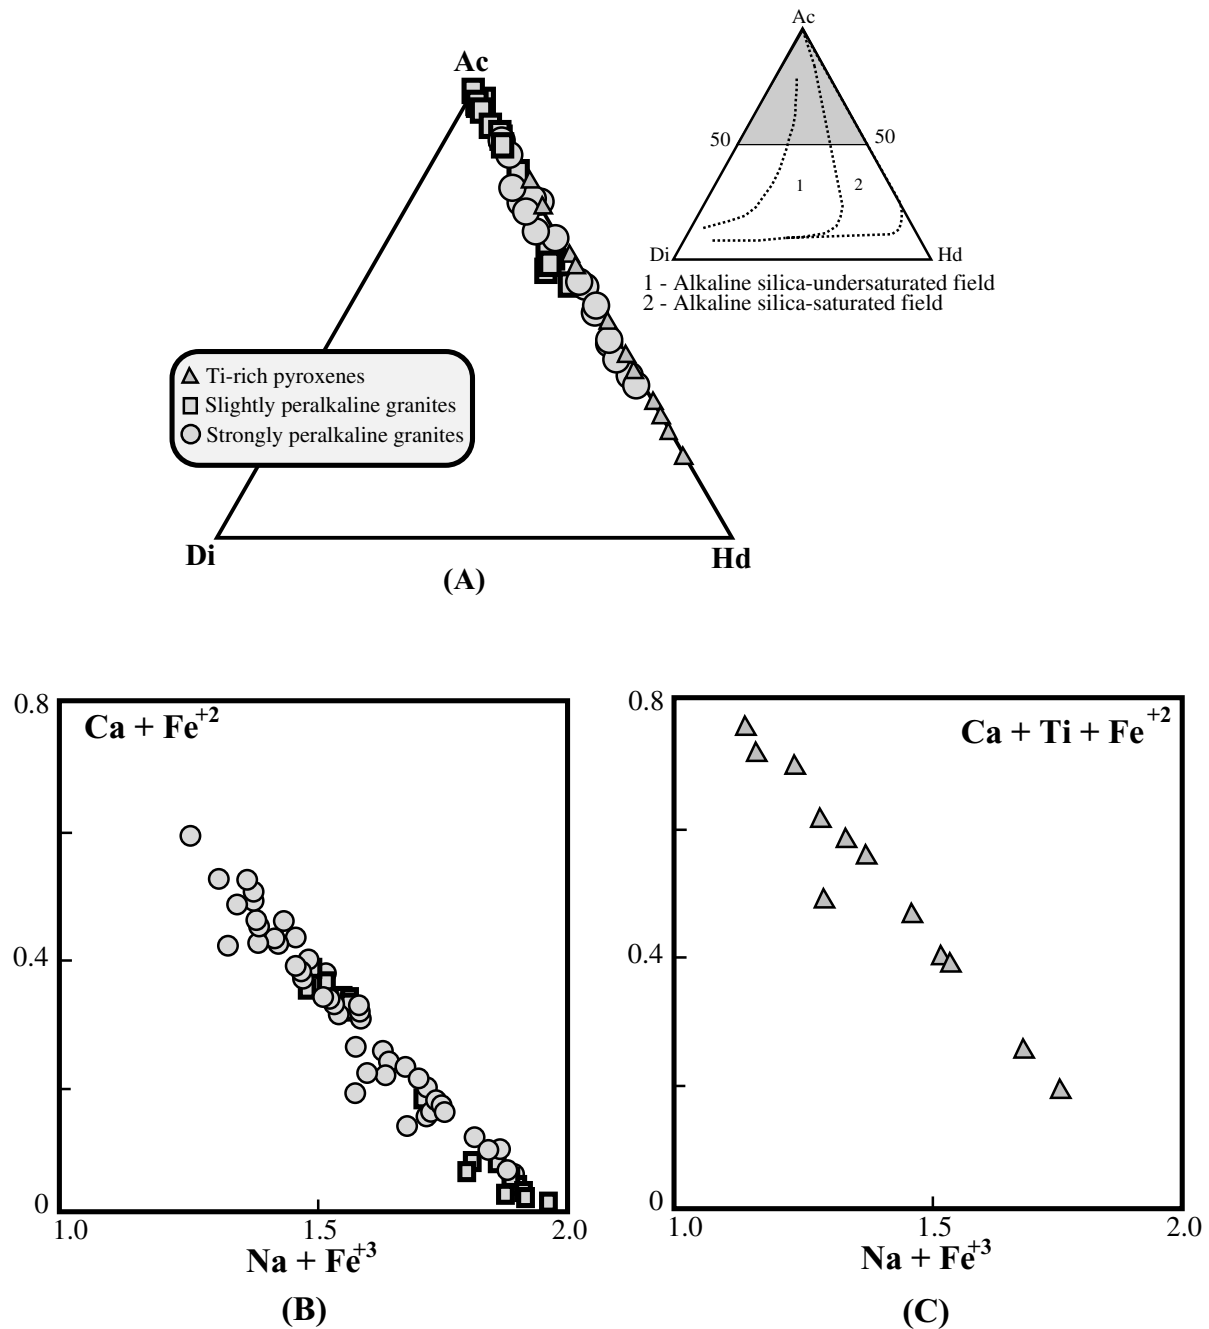 Ac
Ac
50
50
1
2
Di
Hd
1 - Alkaline silica-undersaturated field
2 - Alkaline silica-saturated field
Ti-rich pyroxenes
Slightly peralkaline granites
Strongly peralkaline granites
Di
Hd
(A)
0.8
Ca + Fe+2
0.4
0
1.0
1.5
2.0
Na + Fe+3
(B)
0.8
Ca + Ti + Fe+2
0.4
0
1.0
1.5
2.0
Na + Fe+3
(C)